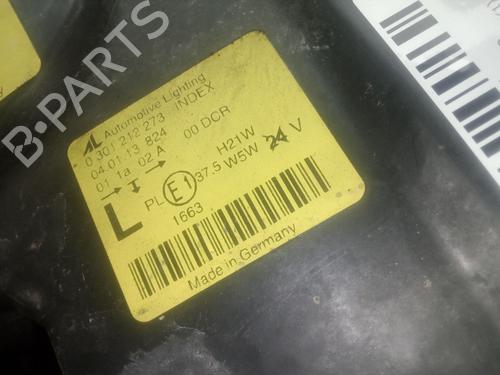 B-PARTS
AL Automotive Lighting
0 301 212 273 INDEX
04.01.13 824 00 DCR
01 1a 02 A
H21W
L PL E1 37.5 W5W 24 V
1663
Made in Germany